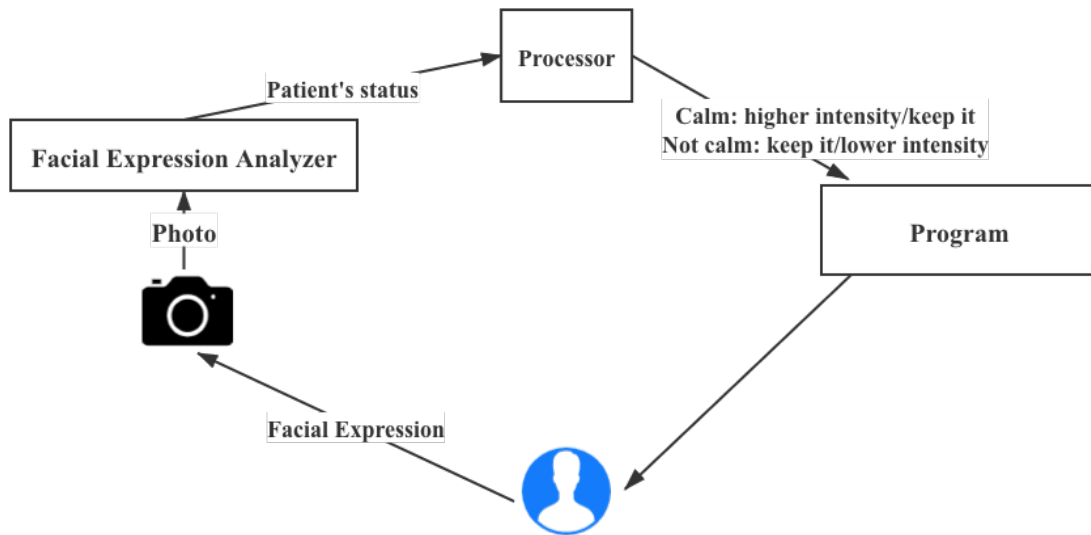 Processor
Patient's status
Calm: higher intensity/keep it
Not calm: keep it/lower intensity
Facial Expression Analyzer
Program
Photo
Facial Expression